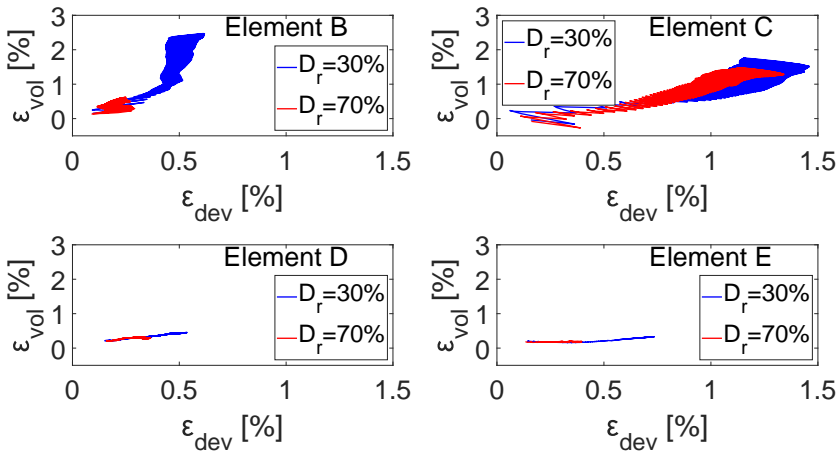 Element B
Element C
3
2
1
0
ε_vol [%]
D_r=30%
D_r=70%
0 0.5 1 1.5
ε_dev [%]
3
2
1
0
ε_vol [%]
D_r=30%
D_r=70%
0 0.5 1 1.5
ε_dev [%]
Element D
Element E
3
2
1
0
ε_vol [%]
D_r=30%
D_r=70%
0 0.5 1 1.5
ε_dev [%]
3
2
1
0
ε_vol [%]
D_r=30%
D_r=70%
0 0.5 1 1.5
ε_dev [%]